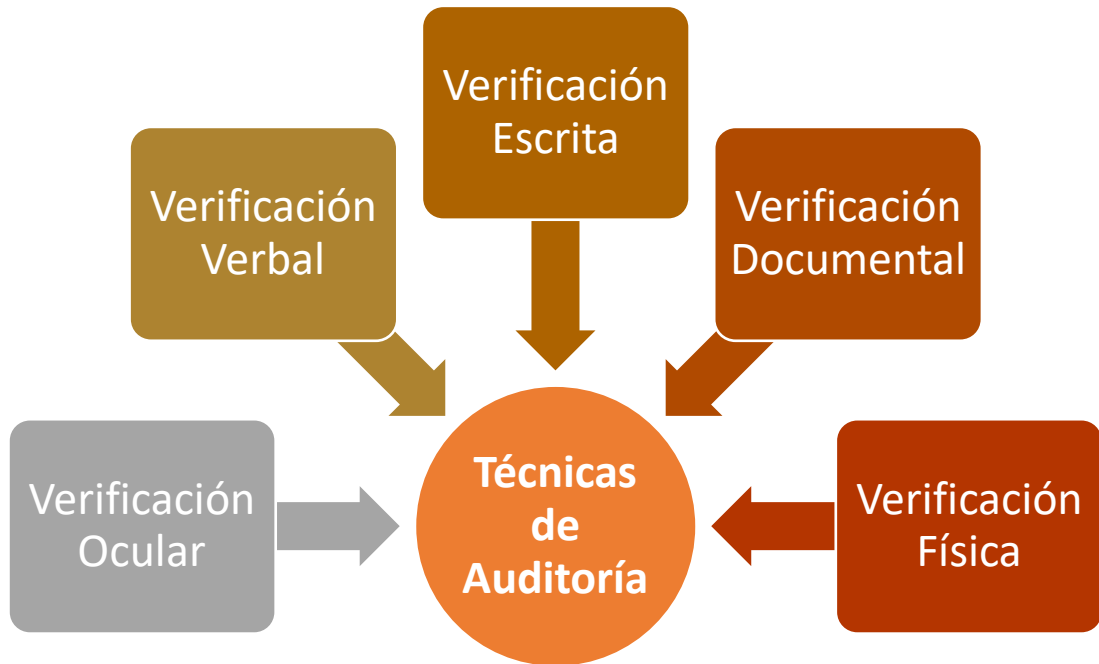 Verificación
Ocular
Verificación
Verbal
Verificación
Escrita
Verificación
Documental
Verificación
Física
Técnicas
de
Auditoría